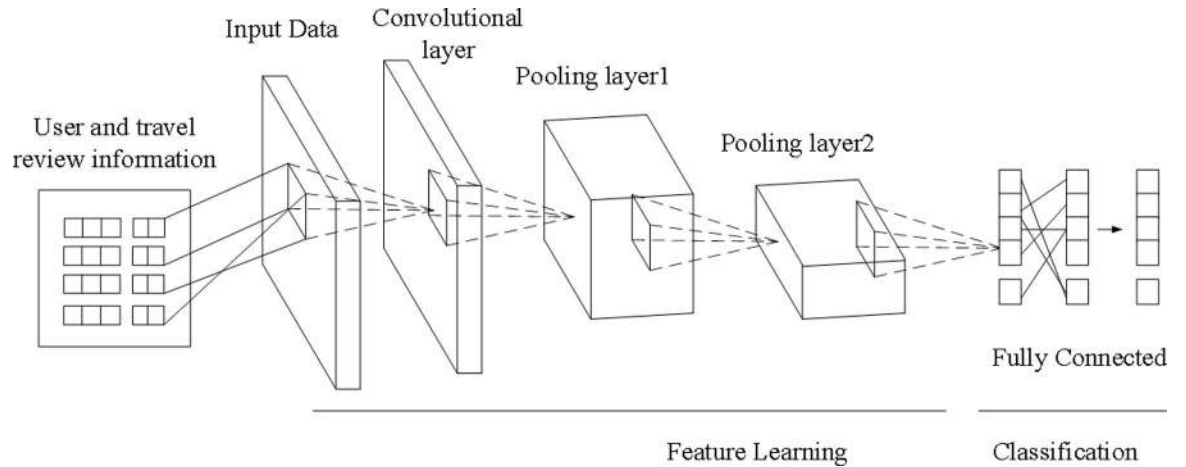 Input Data
Convolutional
layer
Pooling layer1
Pooling layer2
User and travel
review information
Fully Connected
Feature Learning
Classification